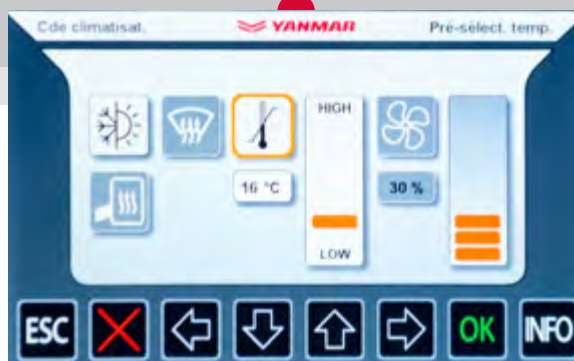 Cde climatisat.
YANMAR
Pré-sélect. temp.
HIGH
16 °C
30 %
LOW
ESC
OK
INFO